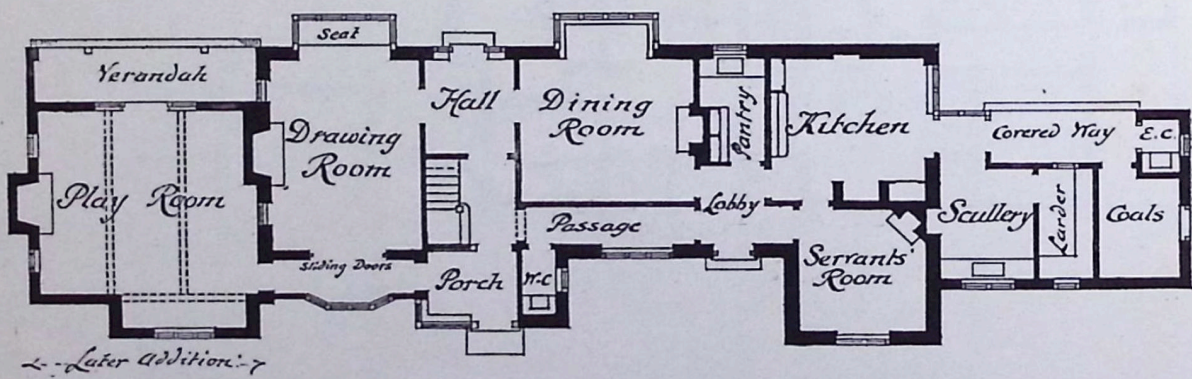 Seat
Verandah
Hall
Dining
Room
Pantry
Kitchen
Covered Way
E.C.
Drawing
Room
Play Room
Lobby
Passage
Scullery
Larder
Coals
Sliding Doors
Porch
W.C
Servants'
Room
Later Addition: